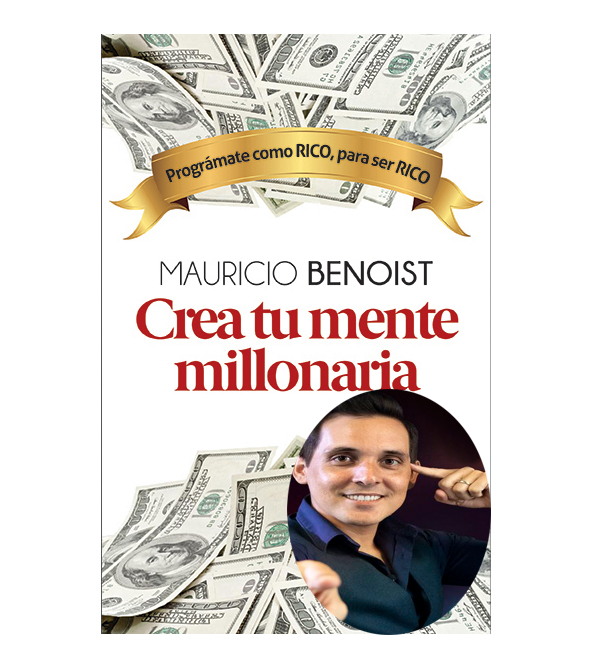 Prográmate como RICO, para ser RICO
MAURICIO BENOIST
Crea tu mente
millonaria